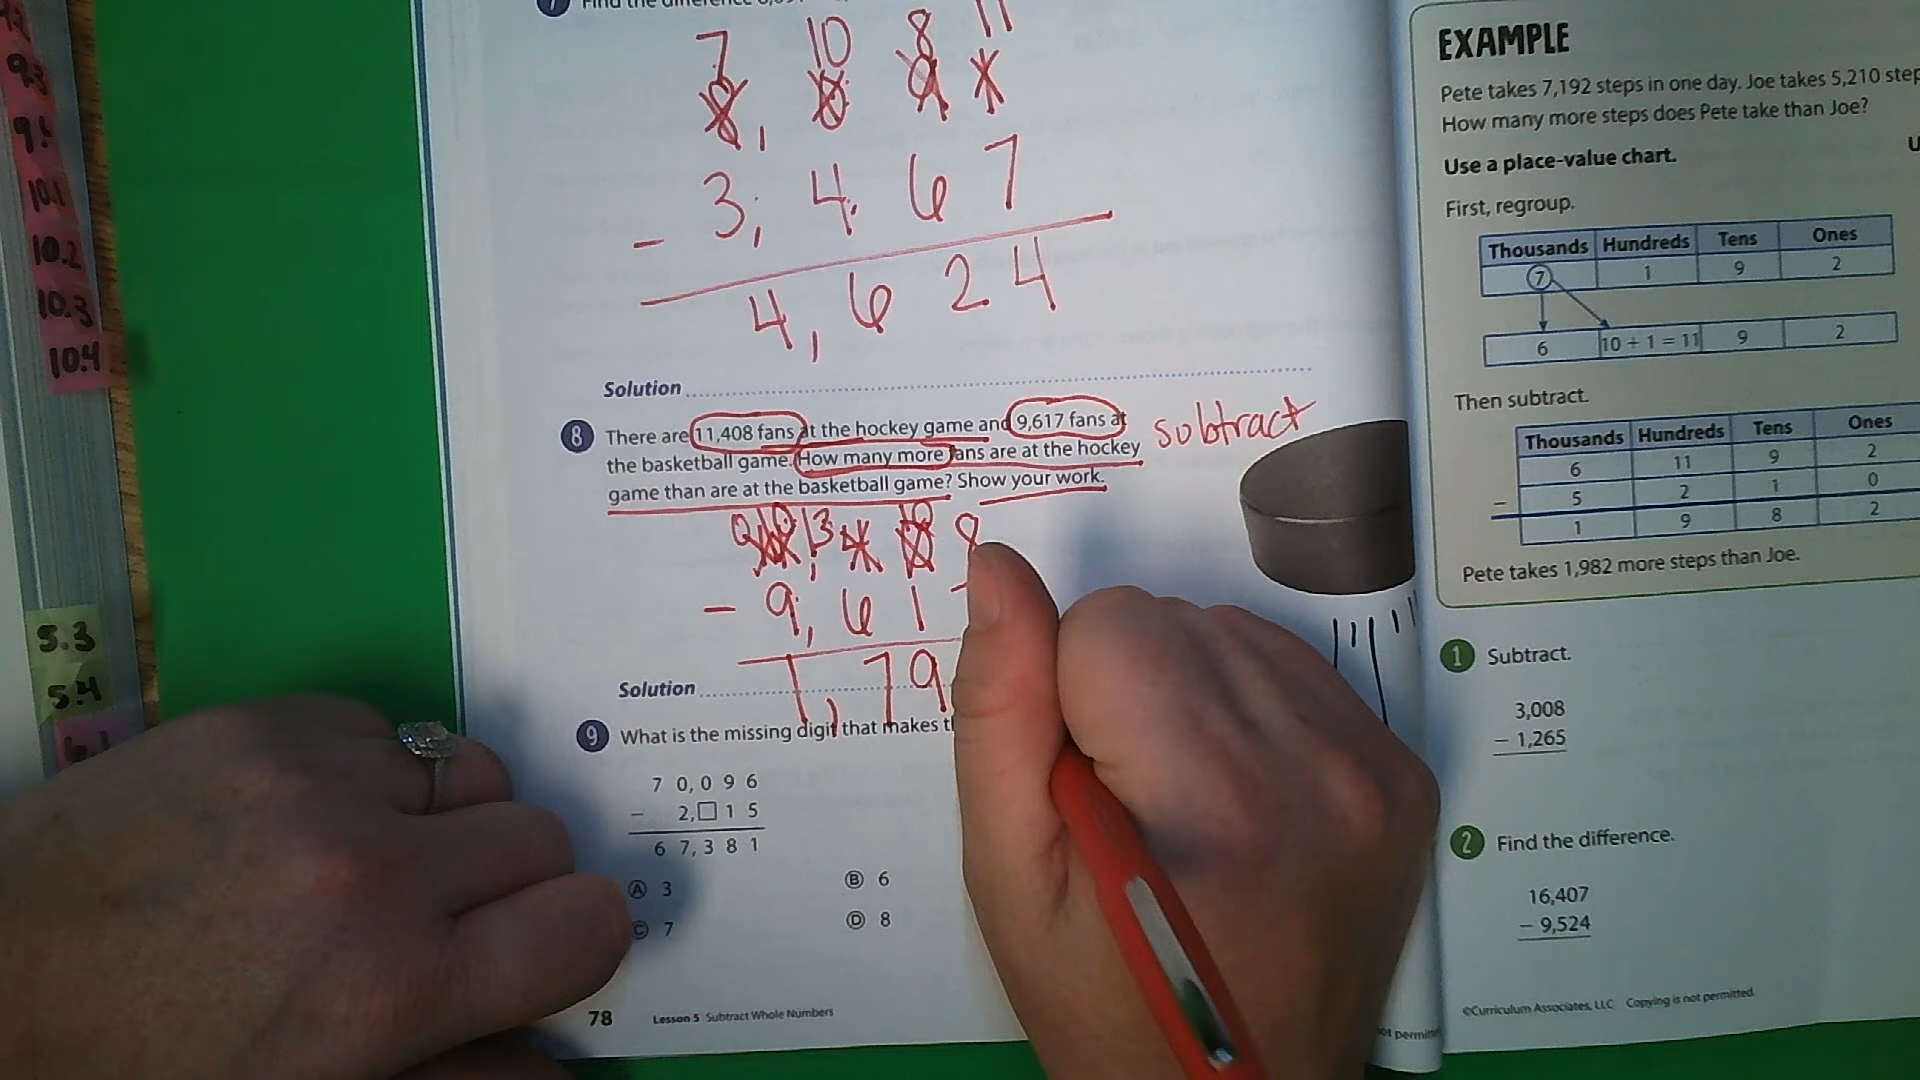 9.3
10.1
10.2
10.3
10.4
5.3
5.4
7 Find the difference
7 10 8 11
8, 0 9 1
3, 4 6 7
−
4, 6 2 4
Solution
8 There are 11,408 fans at the hockey game and 9,617 fans at
the basketball game. How many more fans are at the hockey
game than are at the basketball game? Show your work.
subtract
13 10 8
− 9, 6 1 7
1, 7 9
Solution
9 What is the missing digit that makes
7 0,0 9 6
− 2,□ 1 5
6 7,3 8 1
A 3
B 6
C 7
D 8
78 Lesson 5 Subtract Whole Numbers
EXAMPLE
Pete takes 7,192 steps in one day. Joe takes 5,210
How many more steps does Pete take than Joe?
Use a place-value chart.
First, regroup.
Thousands Hundreds Tens Ones
7 1 9 2
6 10 + 1 = 11 9 2
Then subtract.
Thousands Hundreds Tens Ones
6 11 9 2
− 5 2 1 0
1 9 8 2
Pete takes 1,982 more steps than Joe.
1 Subtract.
3,008
− 1,265
2 Find the difference.
16,407
− 9,524
©Curriculum Associates, LLC Copying is not permitted.